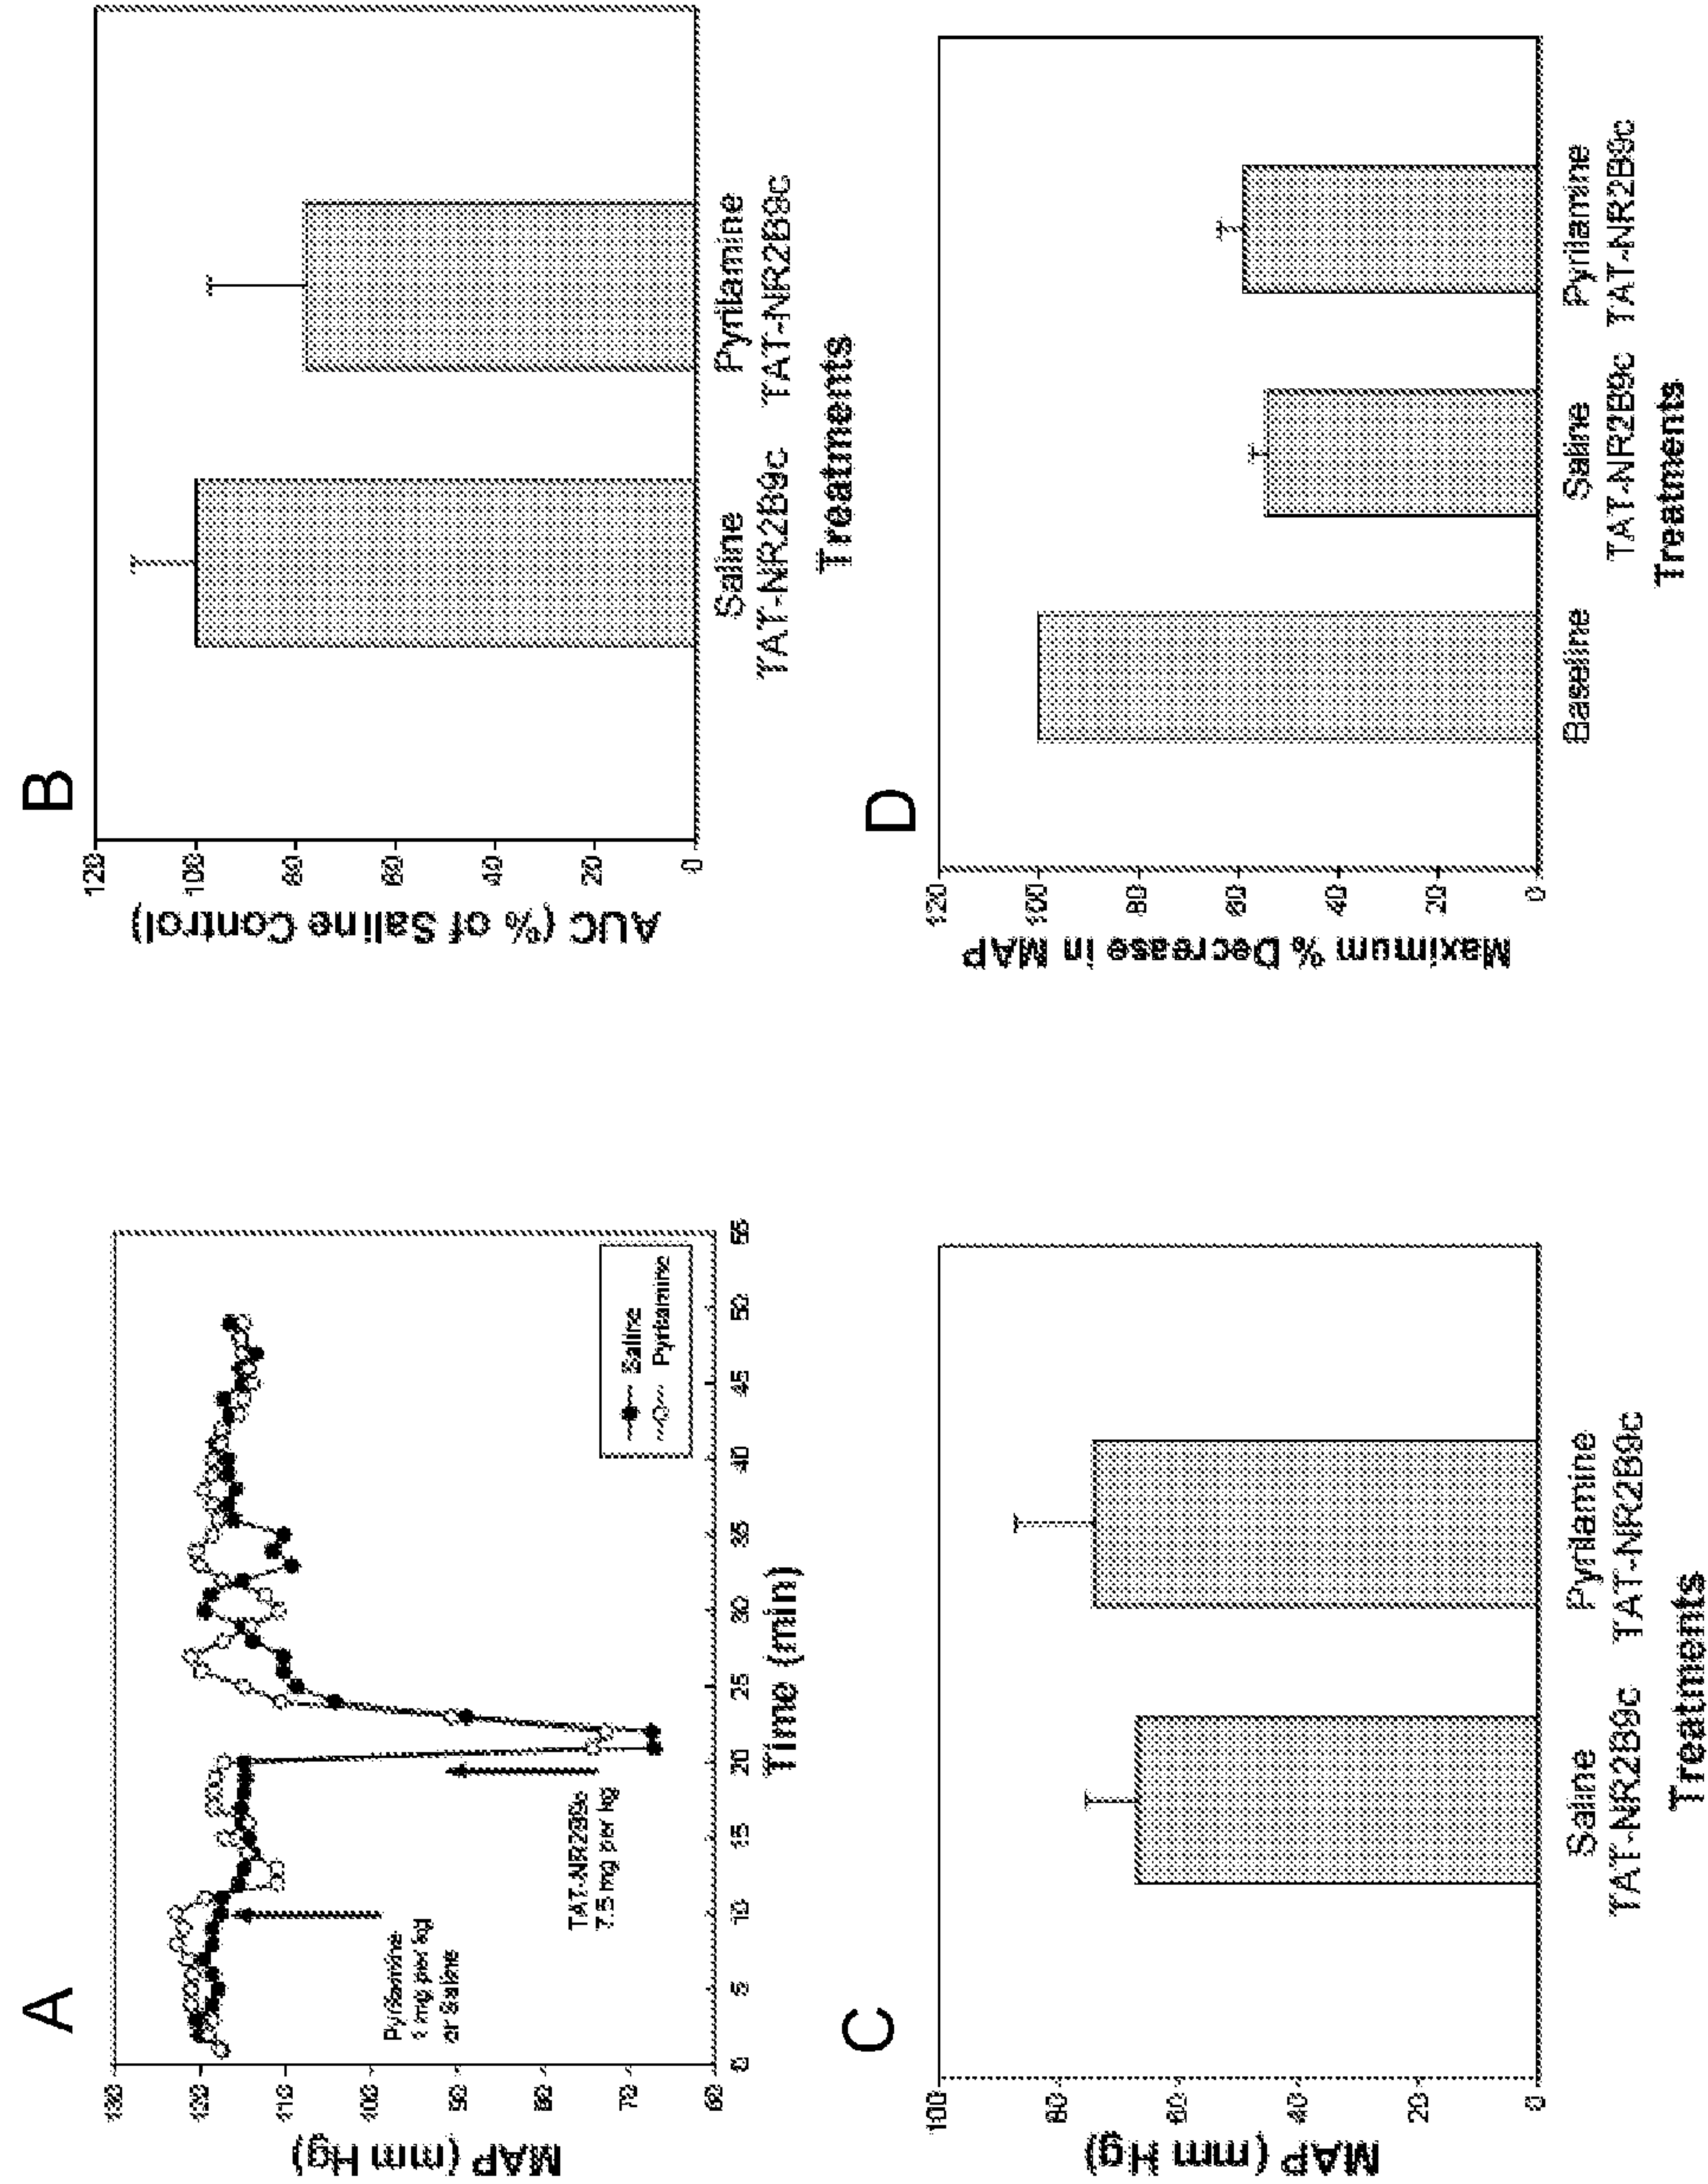 A
MAP (mm Hg)
130
120
110
100
90
80
70
60
Pyrilamine
1 mg per kg
or Saline
TAT-NR2B9c
7.5 mg per kg
Saline
Pyrilamine
0
5
10
15
20
25
30
35
40
45
50
55
Time (min)
B
AUC (% of Saline Control)
120
100
80
60
40
20
0
Saline
TAT-NR2B9c
Pyrilamine
TAT-NR2B9c
Treatments
C
MAP (mm Hg)
100
80
60
40
20
0
Saline
TAT-NR2B9c
Pyrilamine
TAT-NR2B9c
Treatments
D
Maximum % Decrease in MAP
120
100
80
60
40
20
0
Baseline
Saline
TAT-NR2B9c
Pyrilamine
TAT-NR2B9c
Treatments